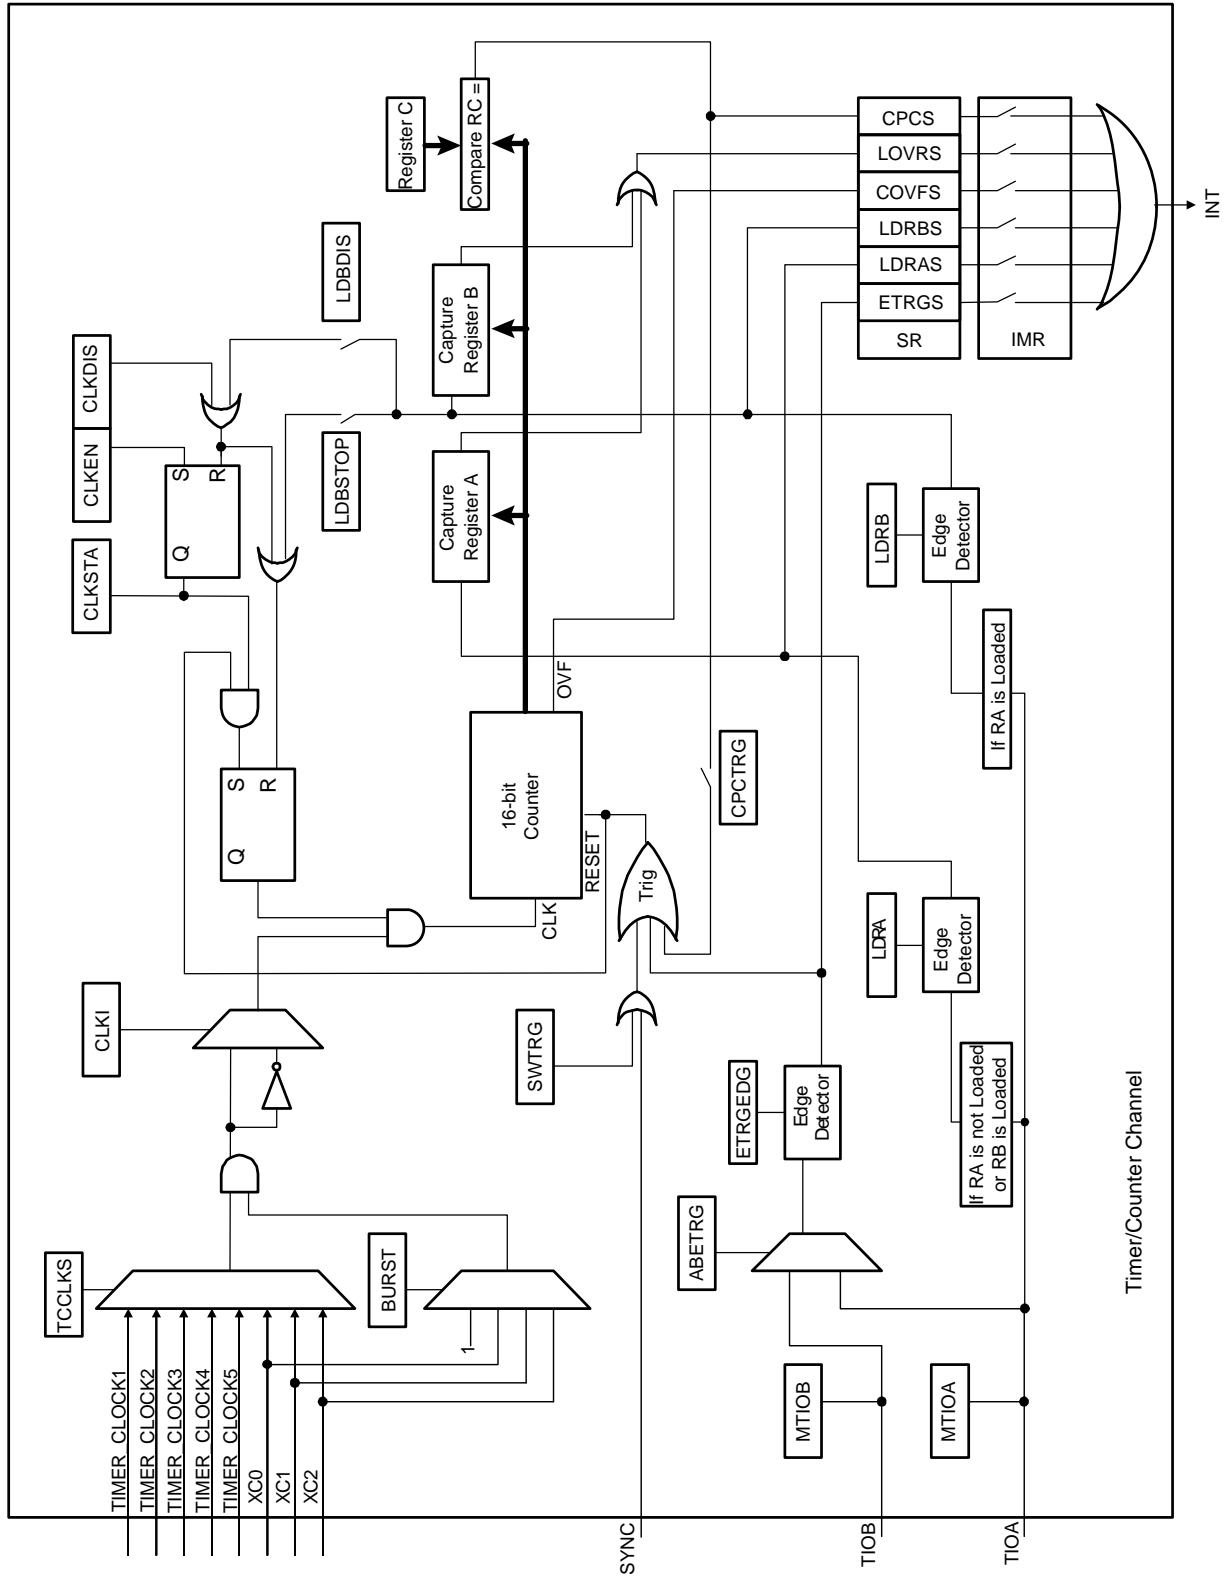 TCCLKS
TIMER_CLOCK1
TIMER_CLOCK2
TIMER_CLOCK3
TIMER_CLOCK4
TIMER_CLOCK5
XC0
XC1
XC2
BURST
1
CLKI
CLKSTA
CLKEN
CLKDIS
Q
S
R
Q
S
R
LDBSTOP
LDBDIS
Register C
Capture
Register A
Capture
Register B
Compare RC =
16-bit
Counter
CLK
OVF
RESET
Trig
SWTRG
CPCTRG
SYNC
ABETRG
ETRGEDG
Edge
Detector
MTIOB
TIOB
MTIOA
TIOA
LDRA
Edge
Detector
If RA is not Loaded
or RB is Loaded
LDRB
Edge
Detector
If RA is Loaded
CPCS
LOVRS
COVFS
LDRBS
LDRAS
ETRGS
SR
IMR
INT
Timer/Counter Channel